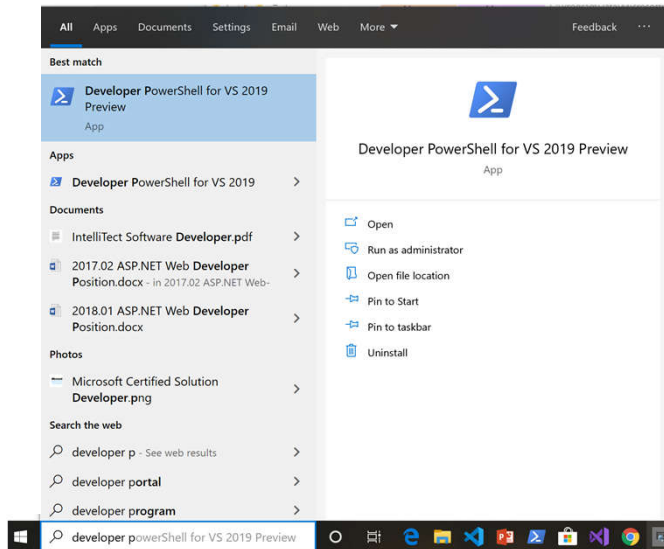 All Apps Documents Settings Email Web More Feedback ...
Best match
Developer PowerShell for VS 2019
Preview
App
Apps
Developer PowerShell for VS 2019
Documents
IntelliTect Software Developer.pdf
2017.02 ASP.NET Web Developer
Position.docx - in 2017.02 ASP.NET Web-
2018.01 ASP.NET Web Developer
Position.docx
Photos
Microsoft Certified Solution
Developer.png
Search the web
developer p - See web results
developer portal
developer program
developer powerShell for VS 2019 Preview
Developer PowerShell for VS 2019 Preview
App
Open
Run as administrator
Open file location
Pin to Start
Pin to taskbar
Uninstall